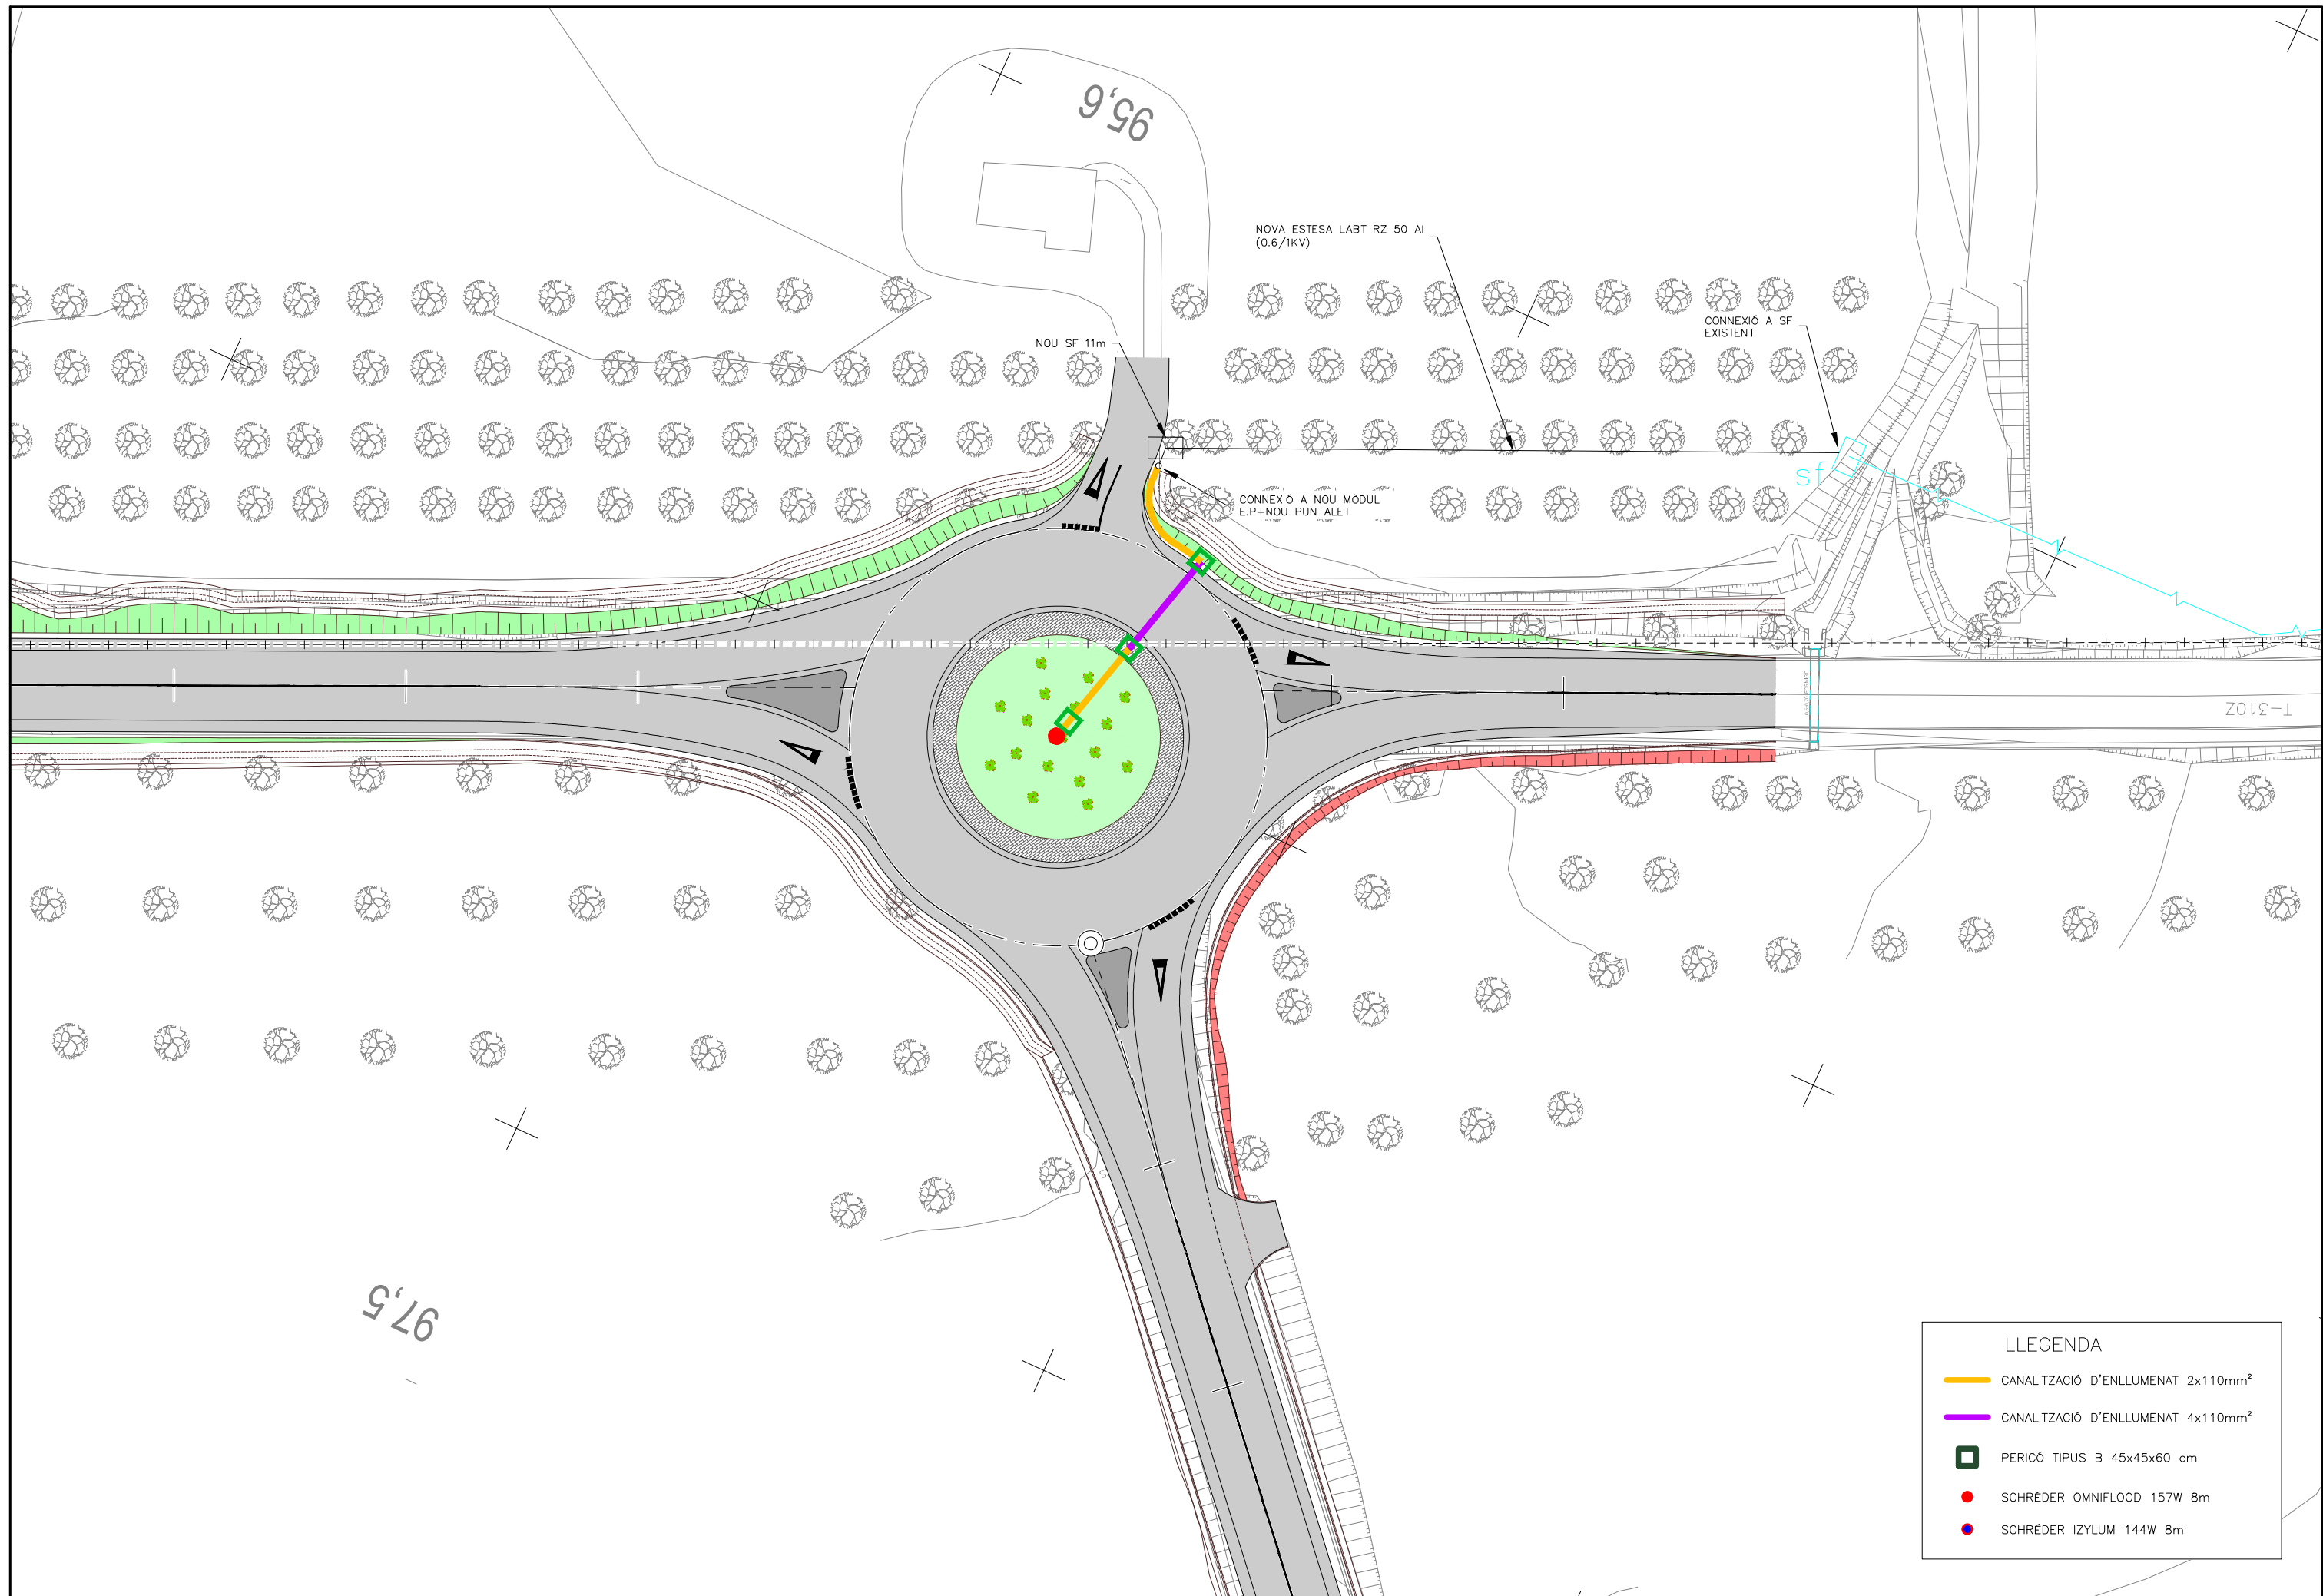 95,6
NOVA ESTESA LABT RZ 50 Al
(0.6/1KV)
CONNEXIÓ A SF
EXISTENT
NOU SF 11m
sf
CONNEXIÓ A NOU MÒDUL
E.P+NOU PUNTALET
T-310Z
97,5
LLEGENDA
CANALITZACIÓ D'ENLLUMENAT 2x110mm²
CANALITZACIÓ D'ENLLUMENAT 4x110mm²
PERICÓ TIPUS B 45x45x60 cm
SCHRÉDER OMNIFLOOD 157W 8m
SCHRÉDER IZYLUM 144W 8m